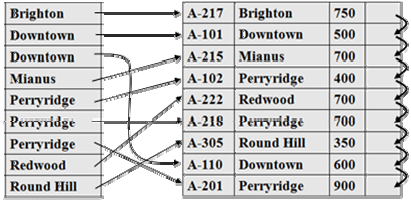 Brighton A-217 Brighton 750
Downtown A-101 Downtown 500
Downtown A-215 Mianus 700
Mianus A-102 Perryridge 400
Perryridge A-222 Redwood 700
Perryridge A-218 Perryridge 700
Perryridge A-305 Round Hill 350
Redwood A-110 Downtown 600
Round Hill A-201 Perryridge 900